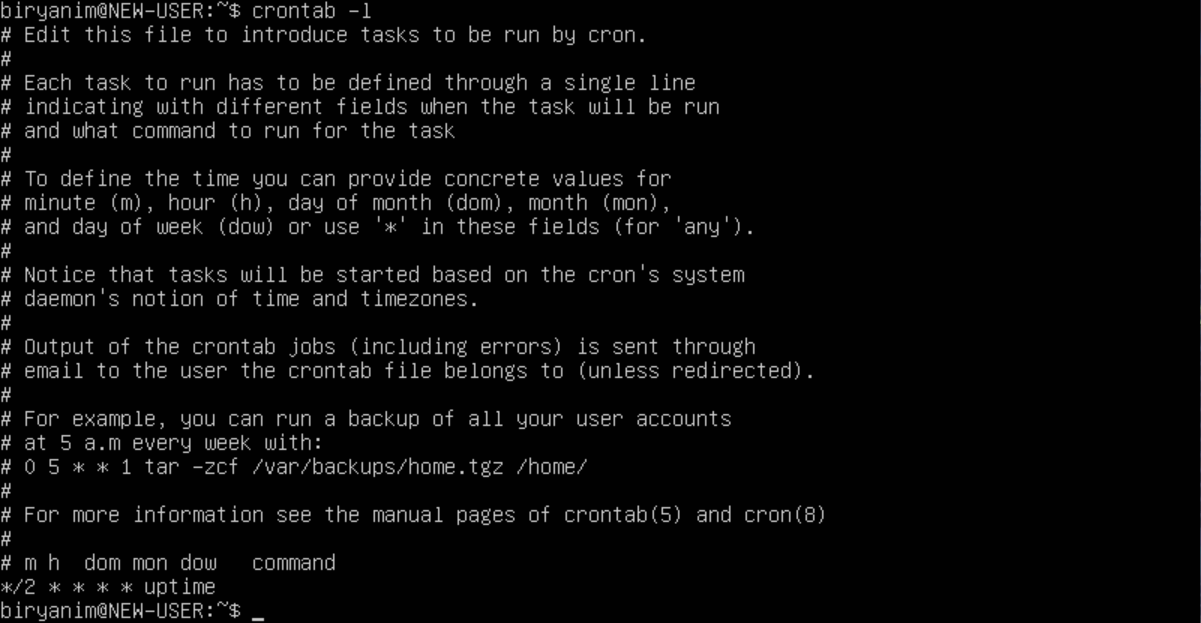 biryanim@NEW-USER:~$ crontab -l
# Edit this file to introduce tasks to be run by cron.
#
# Each task to run has to be defined through a single line
# indicating with different fields when the task will be run
# and what command to run for the task
#
# To define the time you can provide concrete values for
# minute (m), hour (h), day of month (dom), month (mon),
# and day of week (dow) or use '*' in these fields (for 'any').
#
# Notice that tasks will be started based on the cron's system
# daemon's notion of time and timezones.
#
# Output of the crontab jobs (including errors) is sent through
# email to the user the crontab file belongs to (unless redirected).
#
# For example, you can run a backup of all your user accounts
# at 5 a.m every week with:
# 0 5 * * 1 tar -zcf /var/backups/home.tgz /home/
#
# For more information see the manual pages of crontab(5) and cron(8)
#
# m h  dom mon dow   command
*/2 * * * * uptime
biryanim@NEW-USER:~$ _